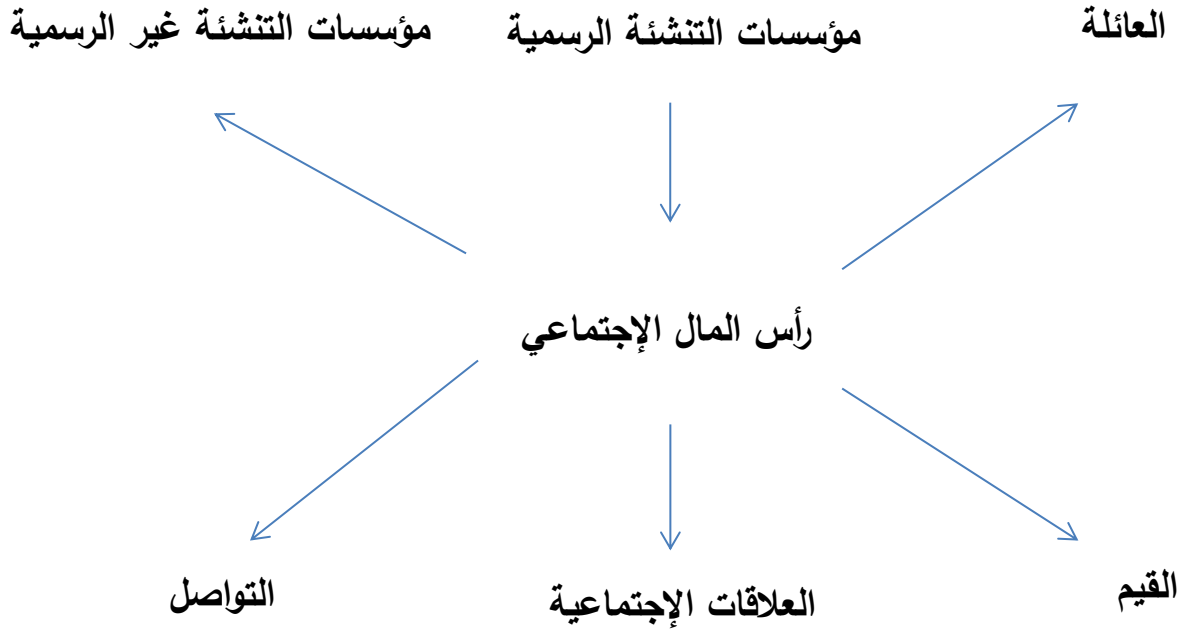 العائلة
مؤسسات التنشئة الرسمية
مؤسسات التنشئة غير الرسمية
رأس المال الإجتماعي
القيم
العلاقات الإجتماعية
التواصل